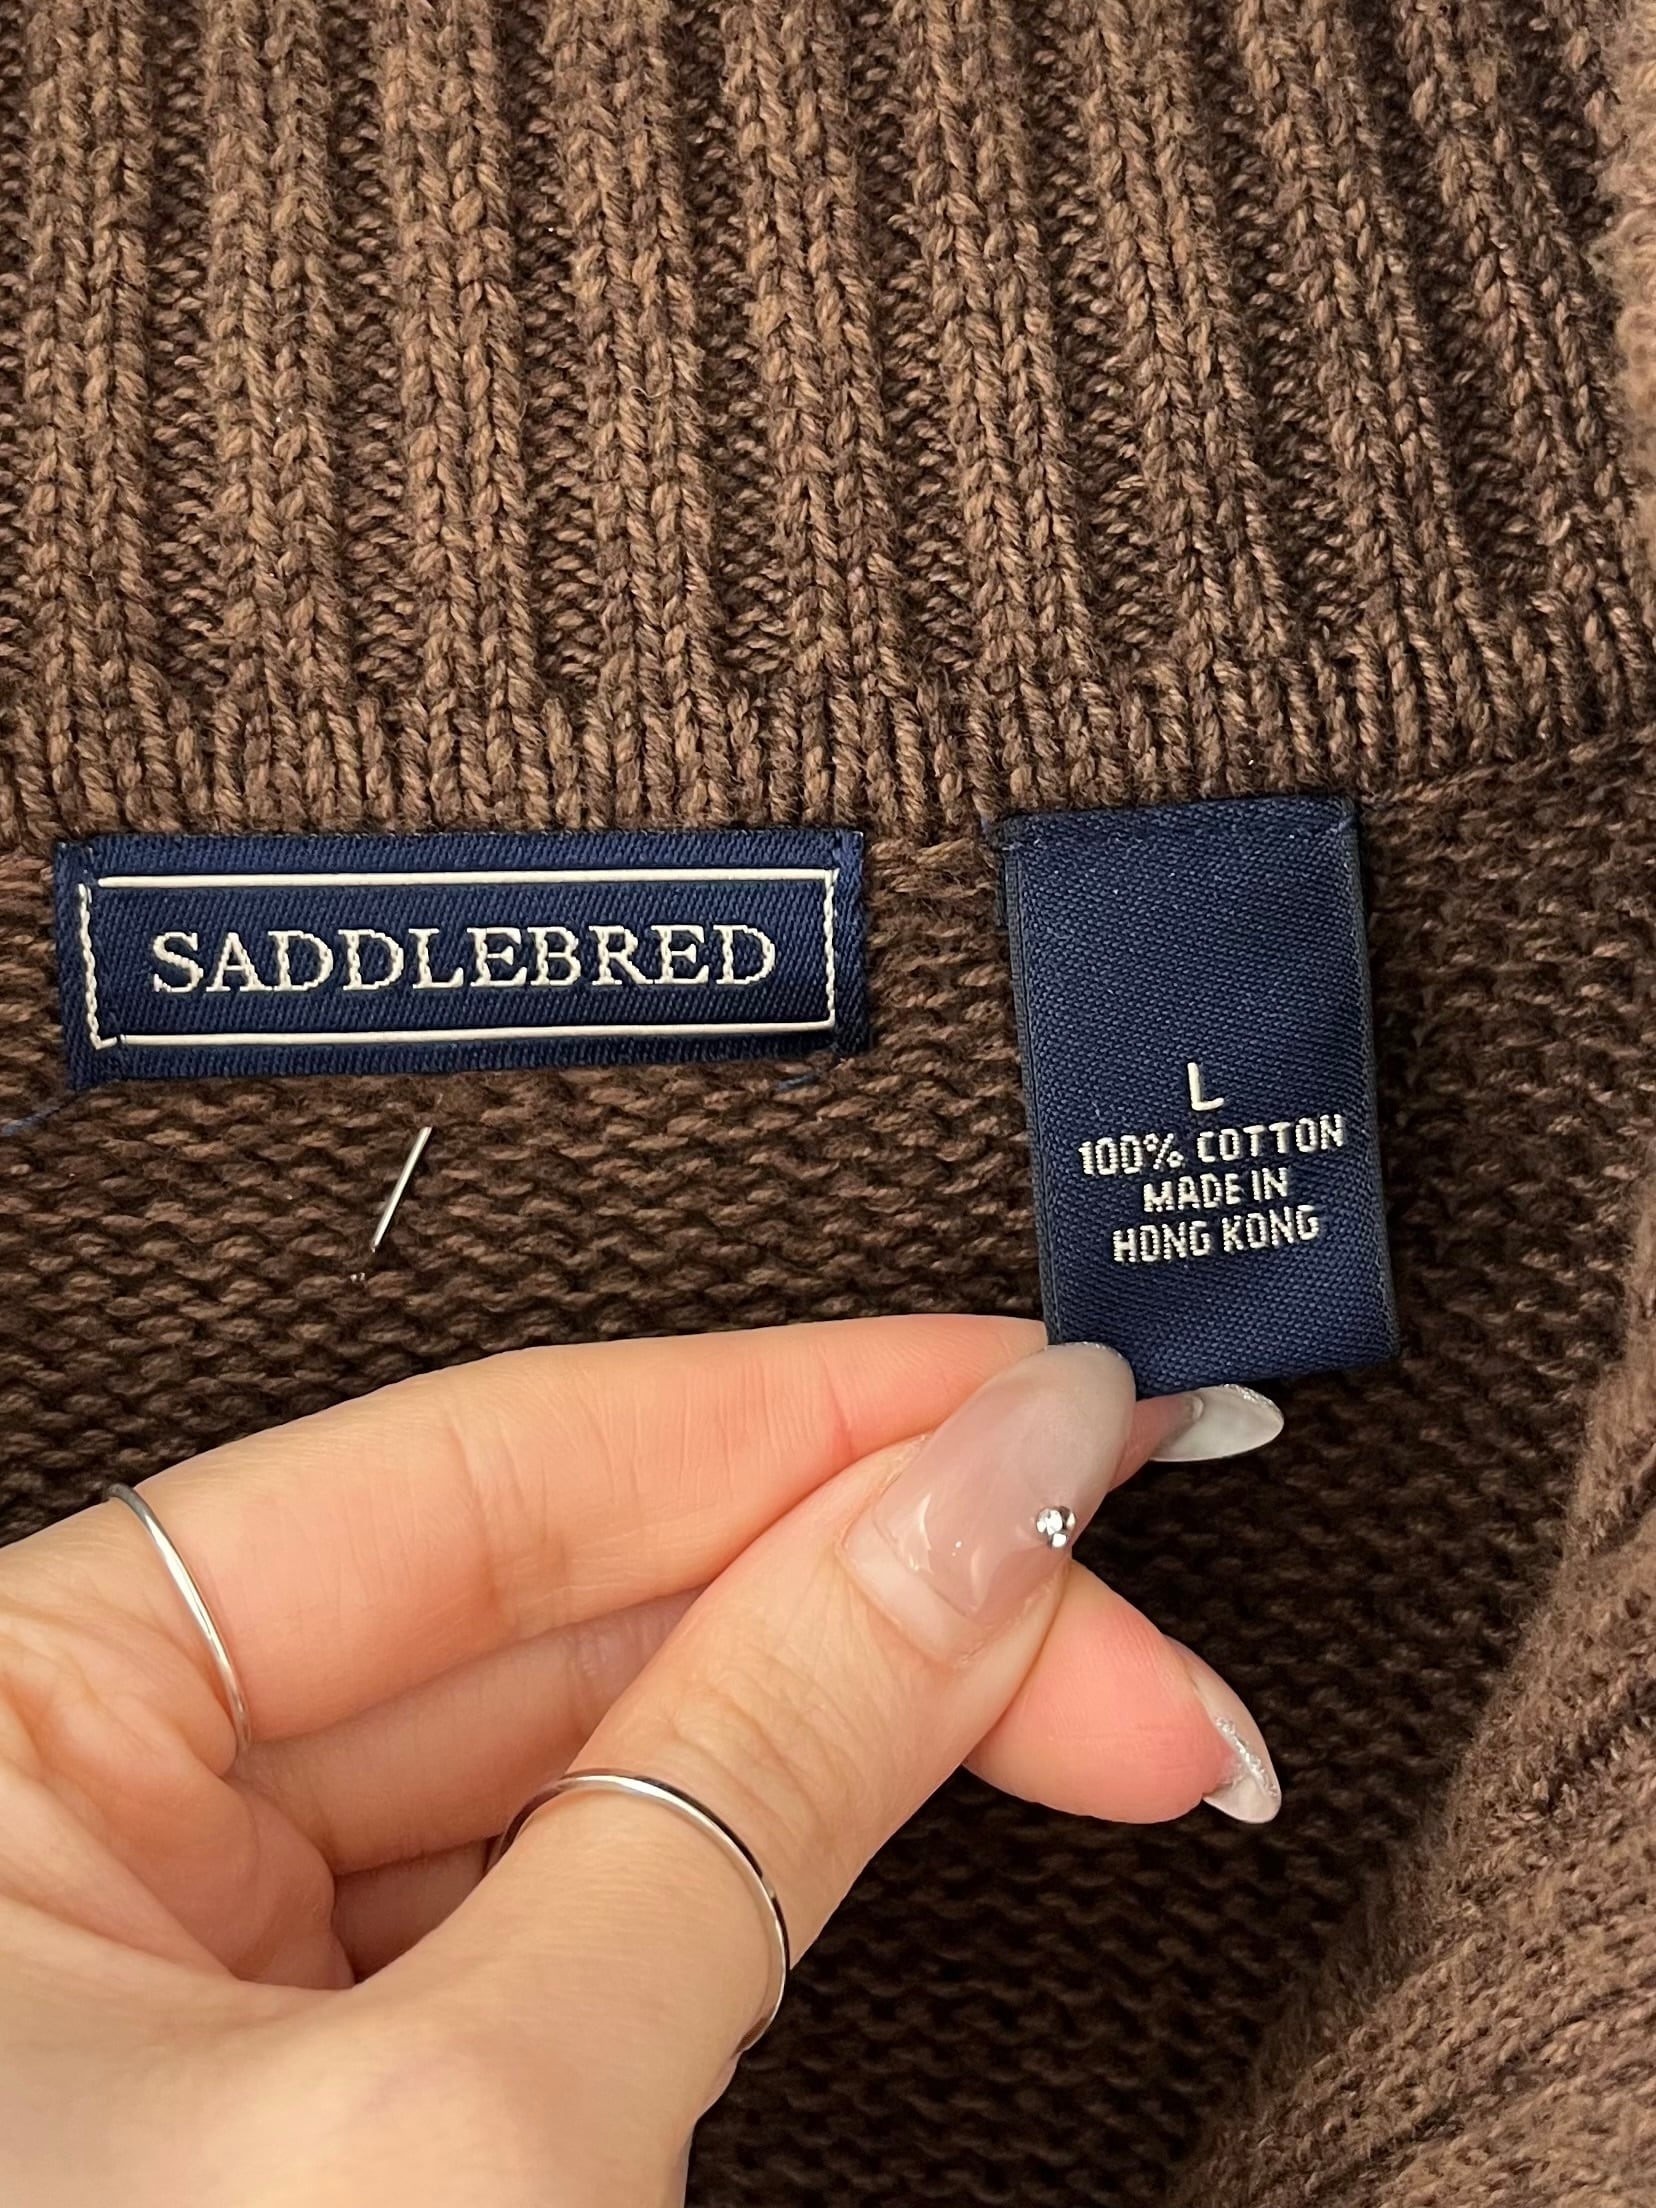 SADDLEBRED
L
100% COTTON
MADE IN
HONG KONG